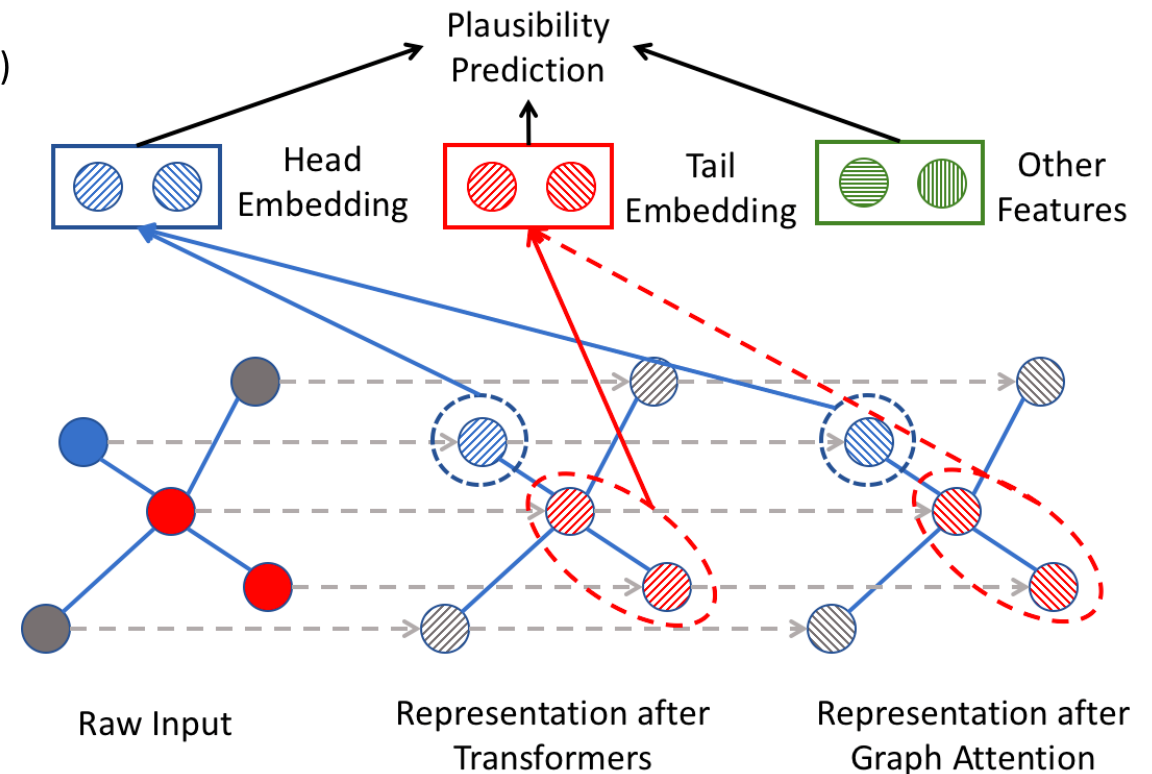 Plausibility
Prediction
)
Head
Embedding
Tail
Embedding
Other
Features
Raw Input
Representation after
Transformers
Representation after
Graph Attention